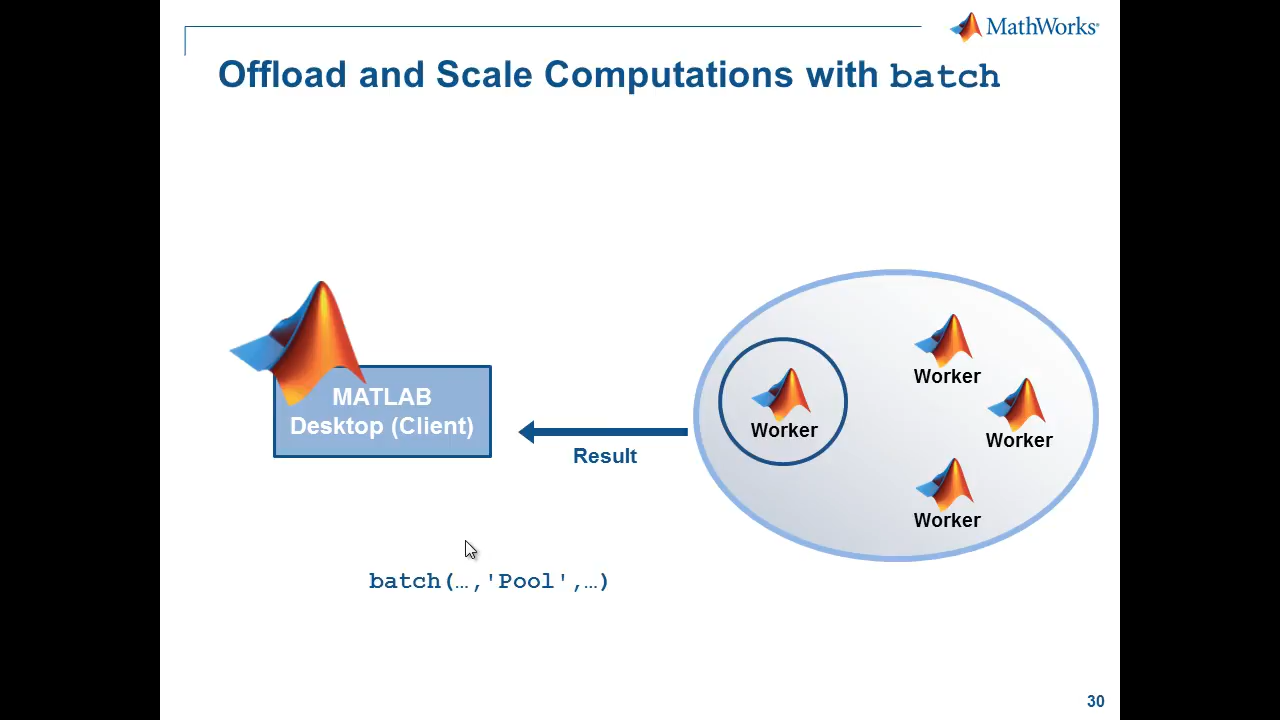 MathWorks®
Offload and Scale Computations with batch
MATLAB
Desktop (Client)
Result
Worker
Worker
Worker
Worker
batch(…,'Pool',…)
30